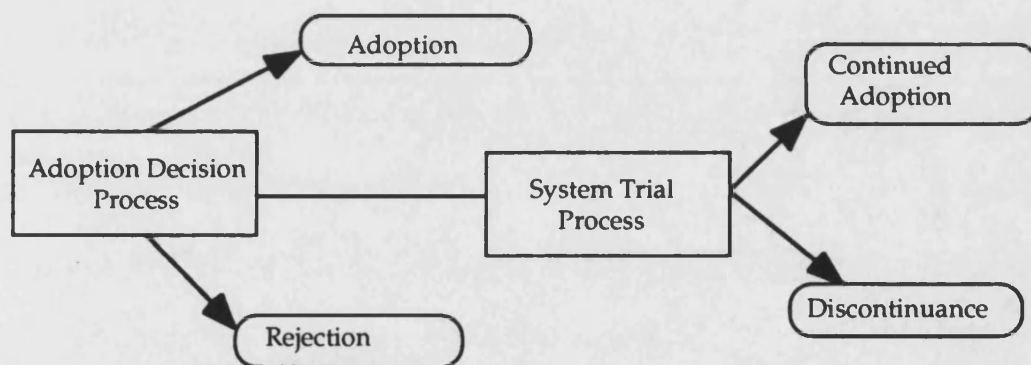 Adoption
Continued
Adoption
Adoption Decision
Process
System Trial
Process
Discontinuance
Rejection